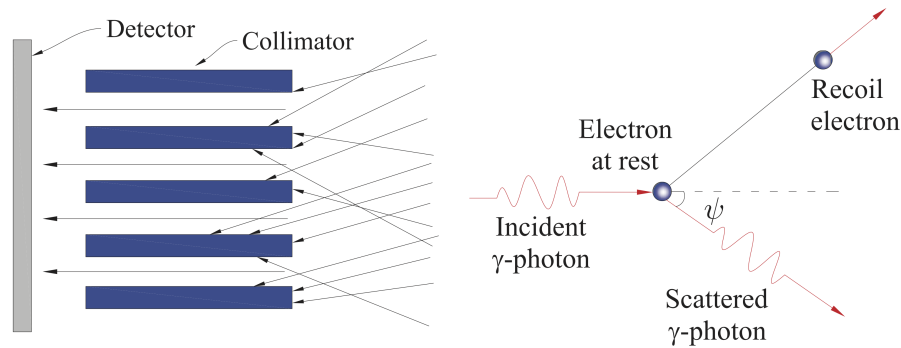 Detector
Collimator
Recoil
electron
Electron
at rest
ψ
Incident
γ-photon
Scattered
γ-photon